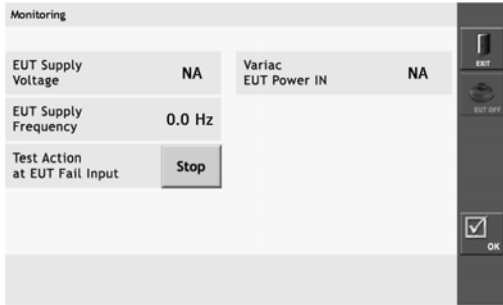 Monitoring
EUT Supply
Voltage
NA
Variac
EUT Power IN
NA
EUT Supply
Frequency
0.0 Hz
Test Action
at EUT Fail Input
Stop
EXIT
EUT OFF
OK